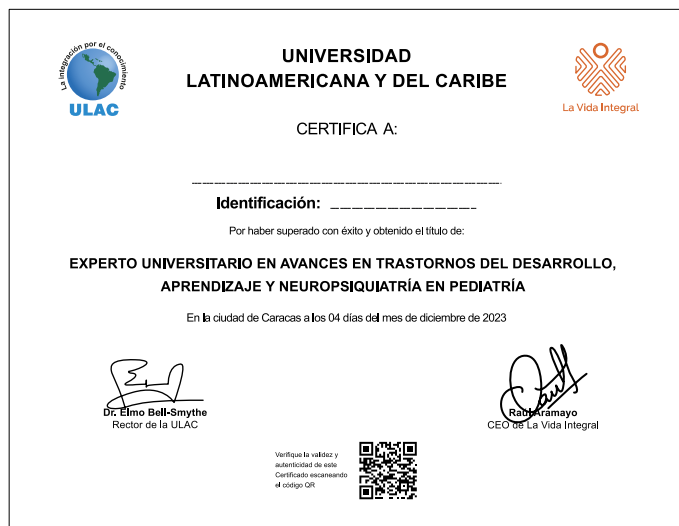 La integración por el conocimiento
ULAC
UNIVERSIDAD
LATINOAMERICANA Y DEL CARIBE
La Vida Integral
CERTIFICA A:
Identificación:
Por haber superado con éxito y obtenido el título de:
EXPERTO UNIVERSITARIO EN AVANCES EN TRASTORNOS DEL DESARROLLO,
APRENDIZAJE Y NEUROPSIQUIATRÍA EN PEDIATRÍA
En la ciudad de Caracas a los 04 días del mes de diciembre de 2023
Dr. Elmo Bell-Smythe
Rector de la ULAC
Raúl Aramayo
CEO de La Vida Integral
Verifique la validez y
autenticidad de este
Certificado escaneando
el código QR